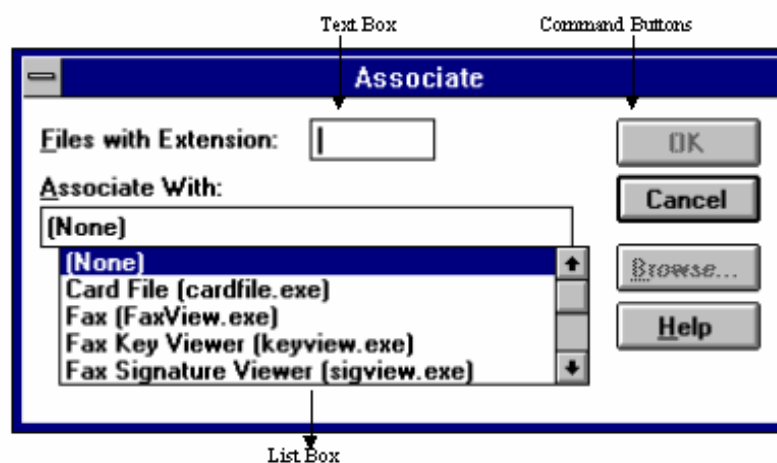 Text Box
Command Buttons
Associate
Files with Extension:
OK
Associate With:
Cancel
(None)
(None)
Browse...
Card File (cardfile.exe)
Fax (FaxView.exe)
Help
Fax Key Viewer (keyview.exe)
Fax Signature Viewer (sigview.exe)
List Box